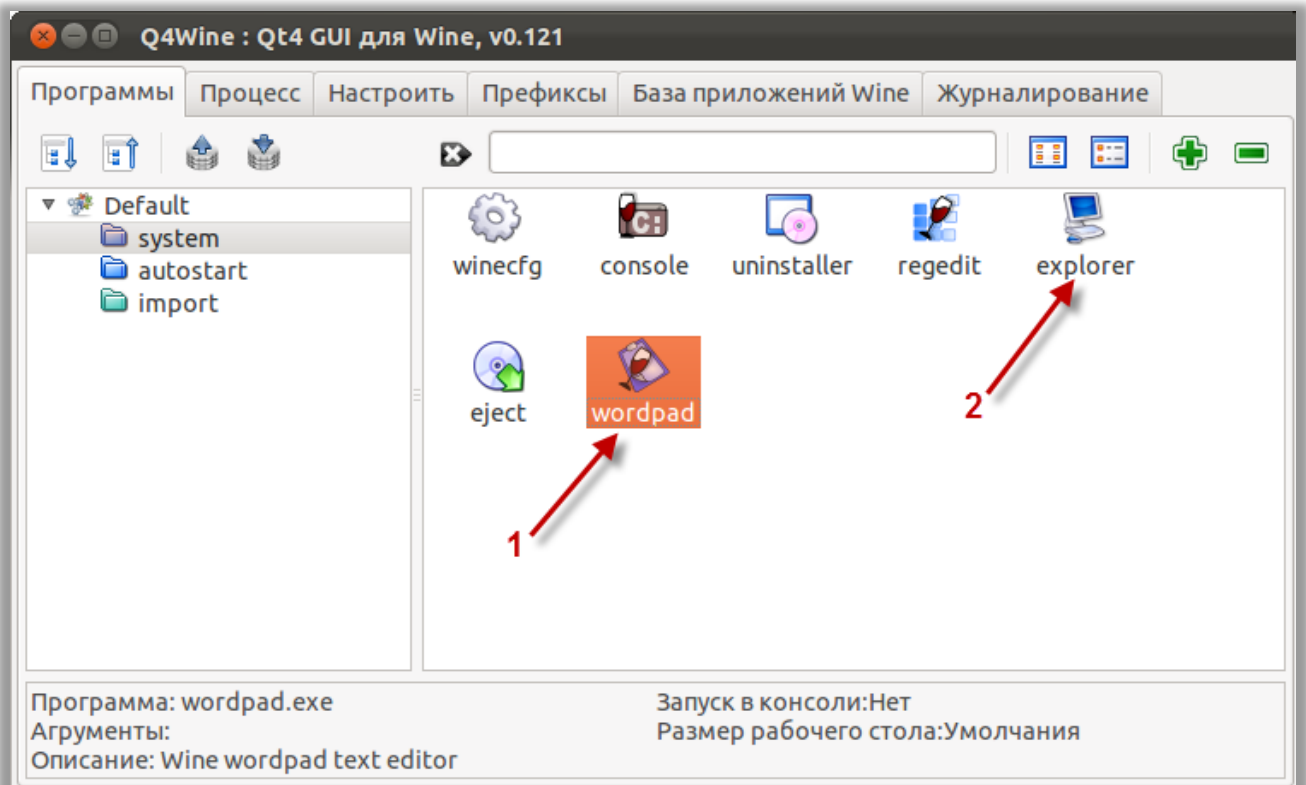 Q4Wine : Qt4 GUI для Wine, v0.121
Программы Процесс Настроить Префиксы База приложений Wine Журналирование
Default
system
autostart
import
winecfg console uninstaller regedit explorer
C:
eject wordpad
2
1
Программа: wordpad.exe
Агрументы:
Описание: Wine wordpad text editor
Запуск в консоли:Нет
Размер рабочего стола:Умолчания